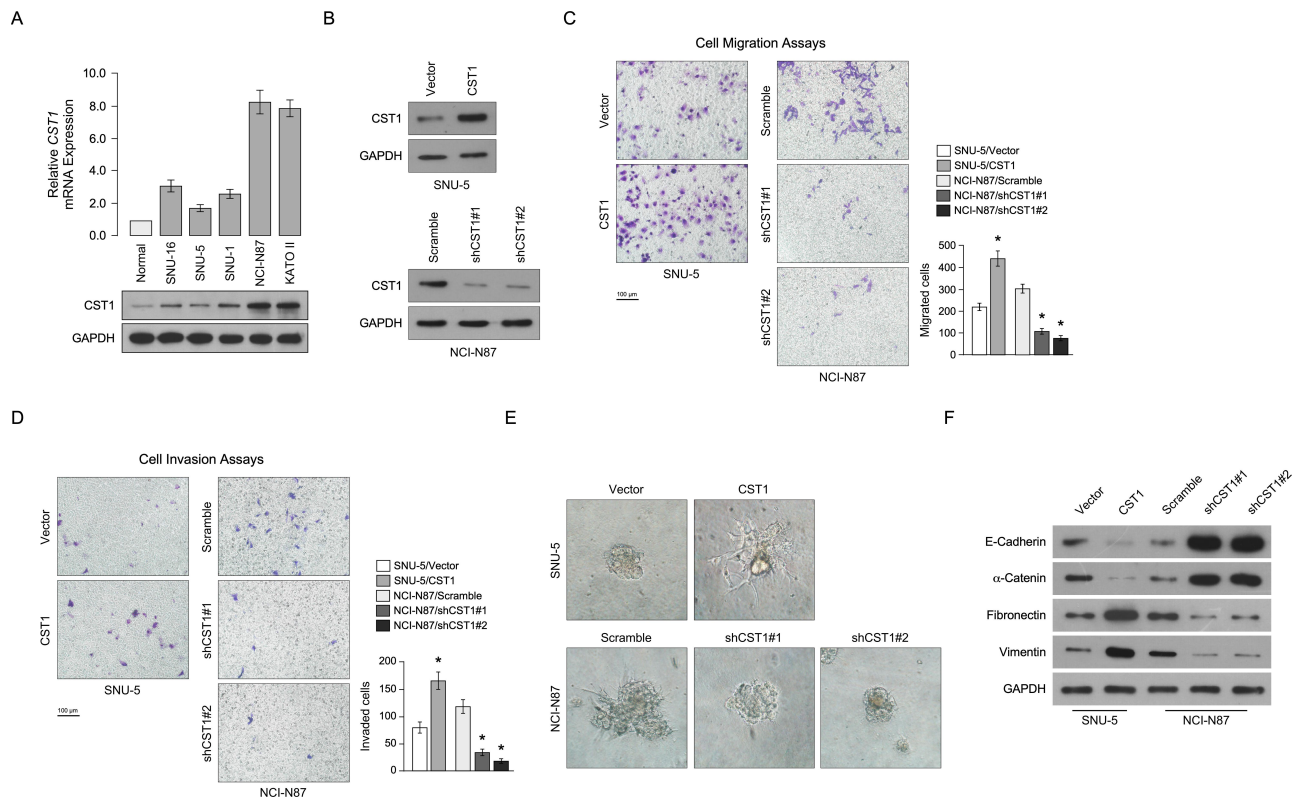 A
Relative CST1
mRNA Expression
10.0
8.0
6.0
4.0
2.0
0.0
Normal
SNU-16
SNU-5
SNU-1
NCI-N87
KATO II
CST1
GAPDH
B
Vector
CST1
CST1
GAPDH
SNU-5
Scramble
shCST1#1
shCST1#2
CST1
GAPDH
NCI-N87
C
Cell Migration Assays
Vector
CST1
SNU-5
100 μm
Scramble
shCST1#1
shCST1#2
NCI-N87
SNU-5/Vector
SNU-5/CST1
NCI-N87/Scramble
NCI-N87/shCST1#1
NCI-N87/shCST1#2
Migrated cells
500
400
300
200
100
0
*
*
*
D
Cell Invasion Assays
Vector
CST1
SNU-5
100 μm
Scramble
shCST1#1
shCST1#2
NCI-N87
SNU-5/Vector
SNU-5/CST1
NCI-N87/Scramble
NCI-N87/shCST1#1
NCI-N87/shCST1#2
Invaded cells
200
150
100
50
0
*
*
*
E
Vector
CST1
SNU-5
Scramble
shCST1#1
shCST1#2
NCI-N87
F
Vector
CST1
Scramble
shCST1#1
shCST1#2
E-Cadherin
α-Catenin
Fibronectin
Vimentin
GAPDH
SNU-5
NCI-N87